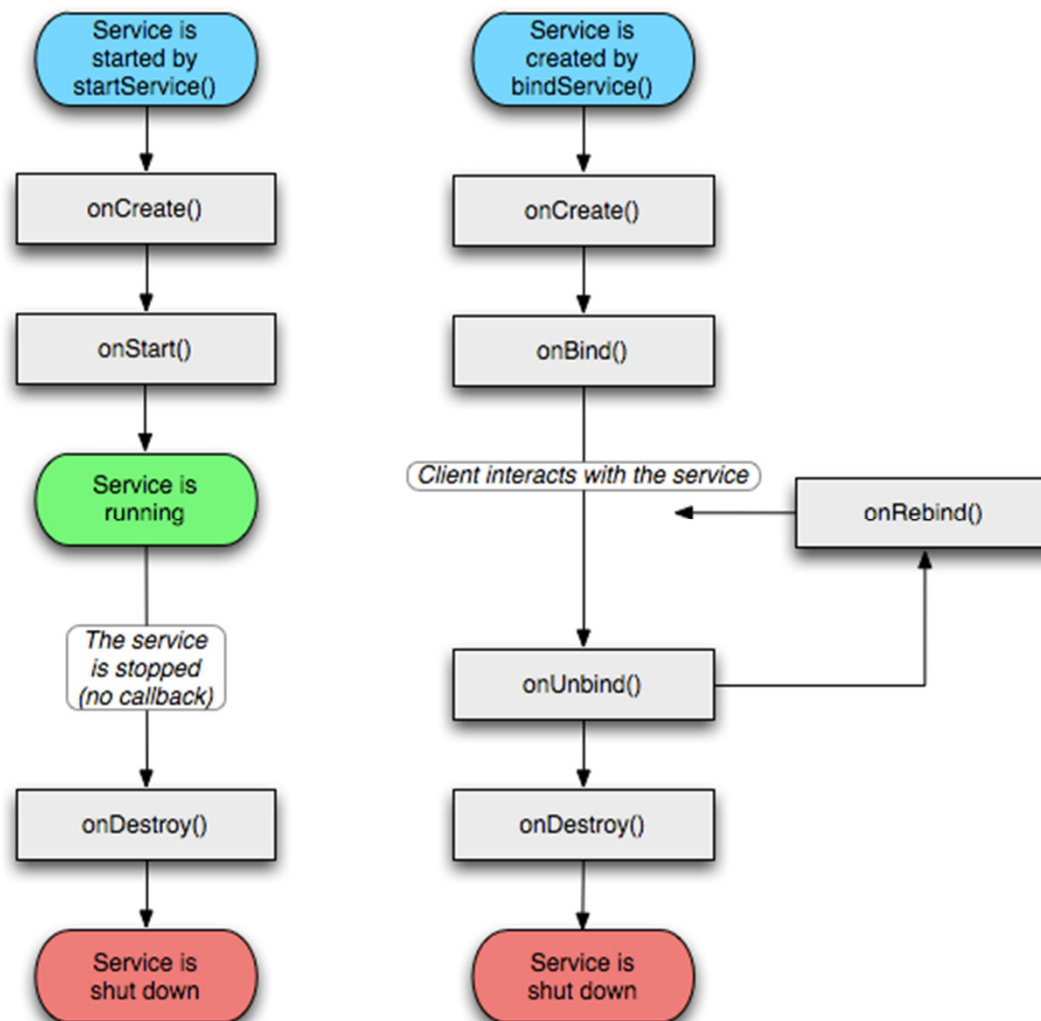 Service is
started by
startService()
onCreate()
onStart()
Service is
running
The service
is stopped
(no callback)
onDestroy()
Service is
shut down
Service is
created by
bindService()
onCreate()
onBind()
Client interacts with the service
onRebind()
onUnbind()
onDestroy()
Service is
shut down